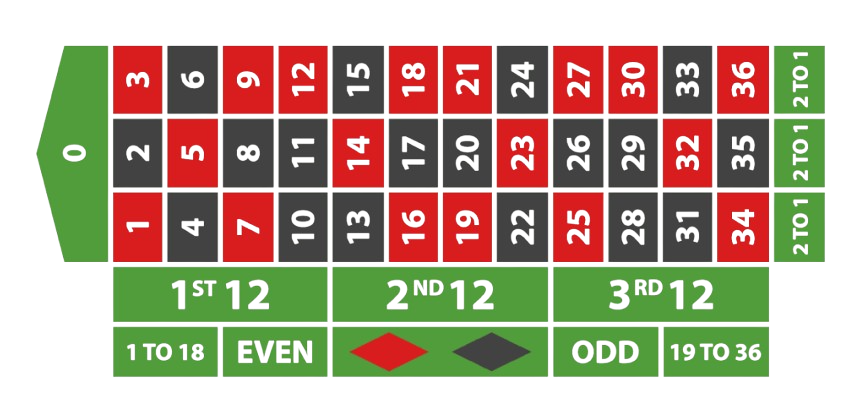 3 6 9 12 15 18 21 24 27 30 33 36 2 TO 1
0 2 5 8 11 14 17 20 23 26 29 32 35 2 TO 1
1 4 7 10 13 16 19 22 25 28 31 34 2 TO 1
1ST 12 2ND 12 3RD 12
1 TO 18 EVEN ODD 19 TO 36